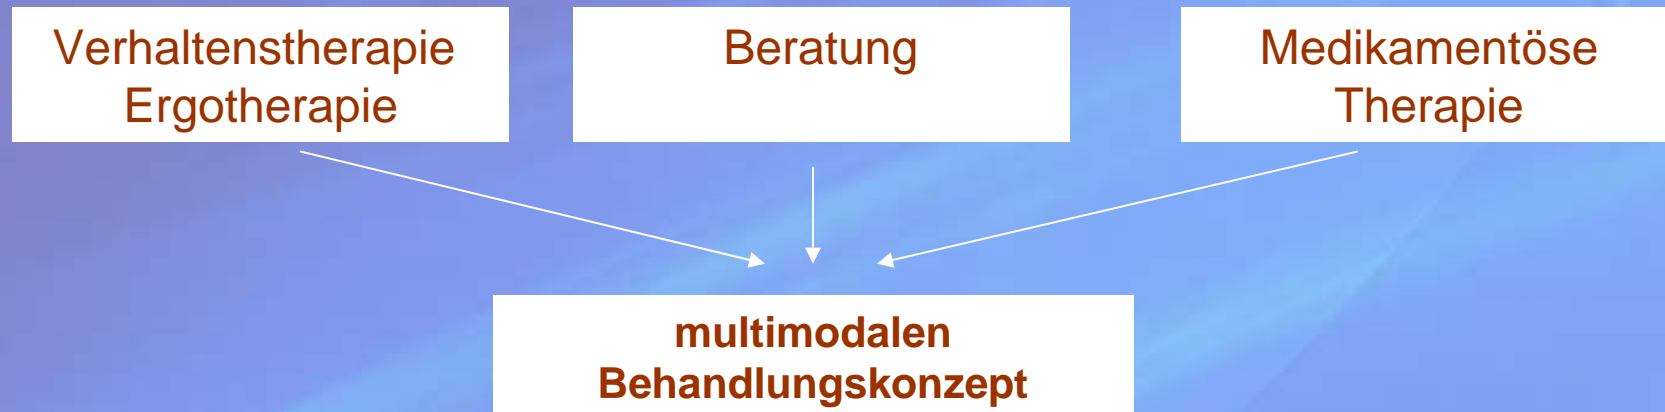 Verhaltenstherapie
Ergotherapie
Beratung
Medikamentöse
Therapie
multimodalen
Behandlungskonzept